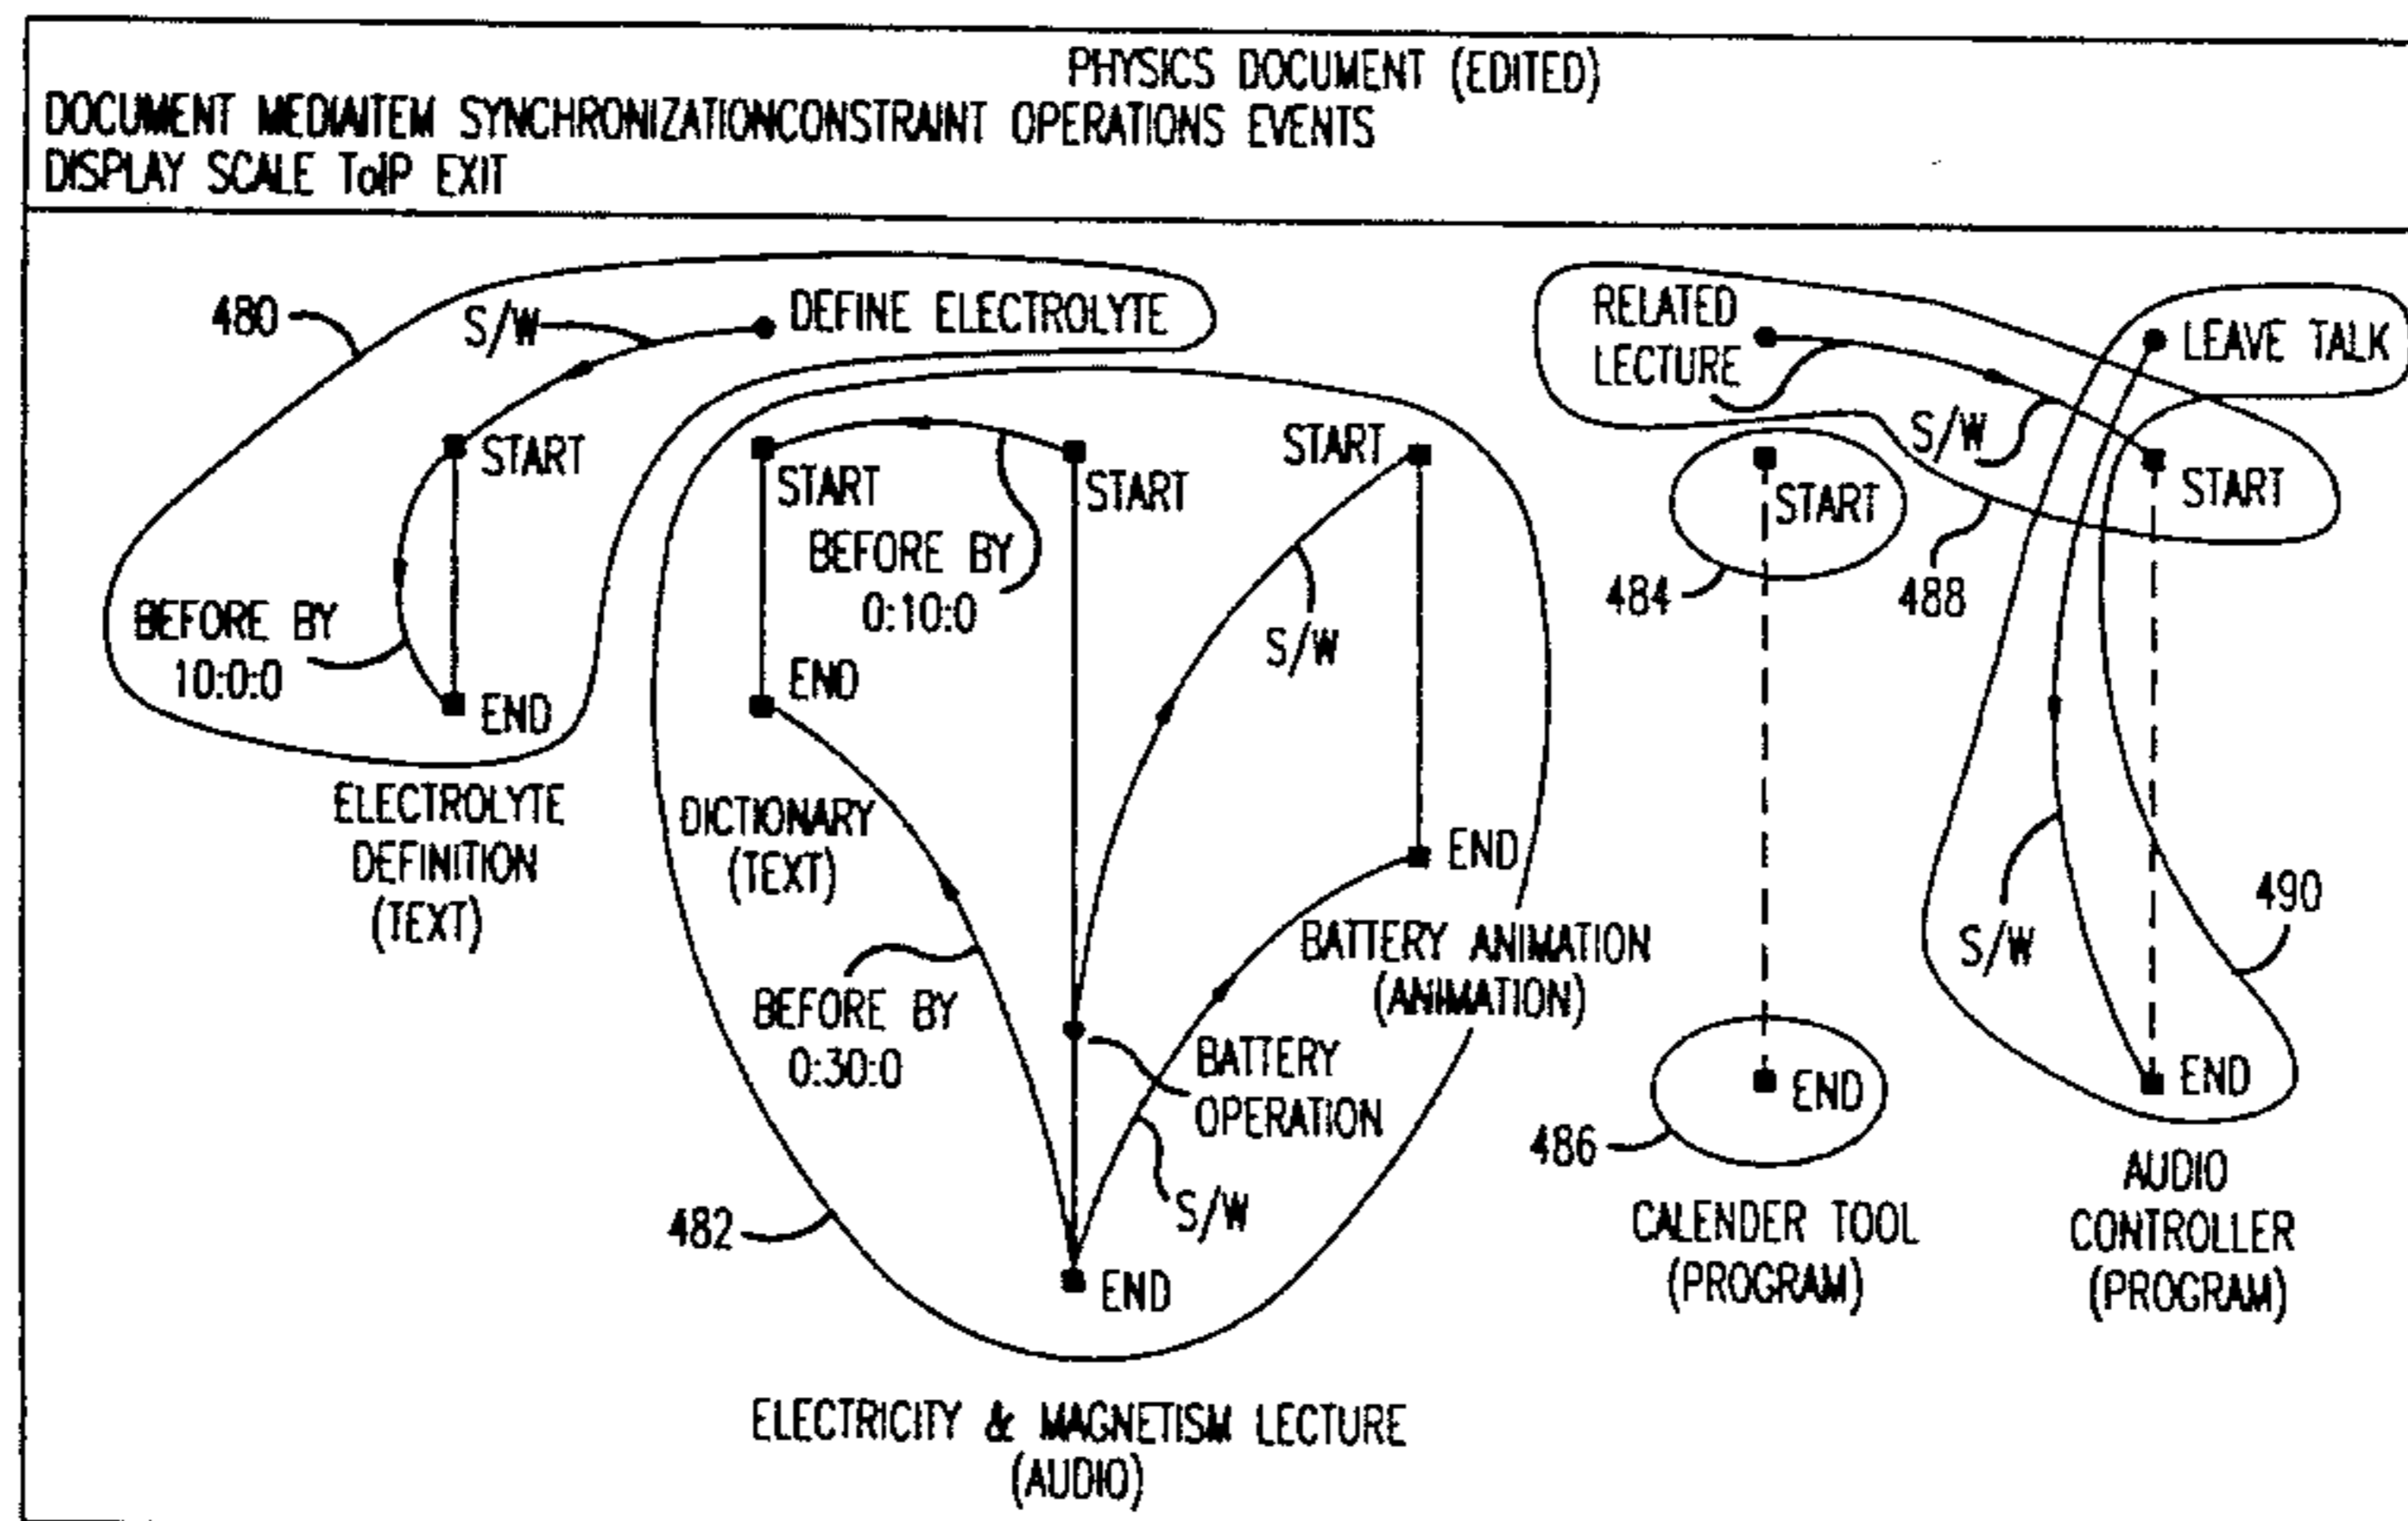 PHYSICS DOCUMENT (EDITED)
DOCUMENT MEDIAITEM SYNCHRONIZATIONCONSTRAINT OPERATIONS EVENTS
DISPLAY SCALE TdIP EXIT
480
S/W
DEFINE ELECTROLYTE
START
BEFORE BY
10:0:0
END
ELECTROLYTE
DEFINITION
(TEXT)
START
BEFORE BY
0:10:0
START
START
END
DICTIONARY
(TEXT)
S/W
END
BATTERY ANIMATION
(ANIMATION)
BEFORE BY
0:30:0
BATTERY
OPERATION
S/W
482
END
ELECTRICITY & MAGNETISM LECTURE
(AUDIO)
RELATED
LECTURE
LEAVE TALK
S/W
START
START
484
488
S/W
490
END
486
END
CALENDER TOOL
(PROGRAM)
AUDIO
CONTROLLER
(PROGRAM)